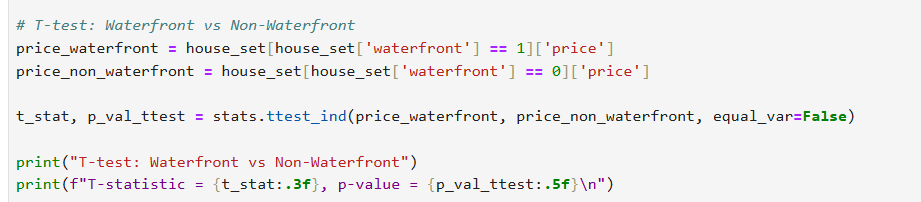 # T-test: Waterfront vs Non-Waterfront
price_waterfront = house_set[house_set['waterfront'] == 1]['price']
price_non_waterfront = house_set[house_set['waterfront'] == 0]['price']
t_stat, p_val_ttest = stats.ttest_ind(price_waterfront, price_non_waterfront, equal_var=False)
print("T-test: Waterfront vs Non-Waterfront")
print(f"T-statistic = {t_stat:.3f}, p-value = {p_val_ttest:.5f}\n")